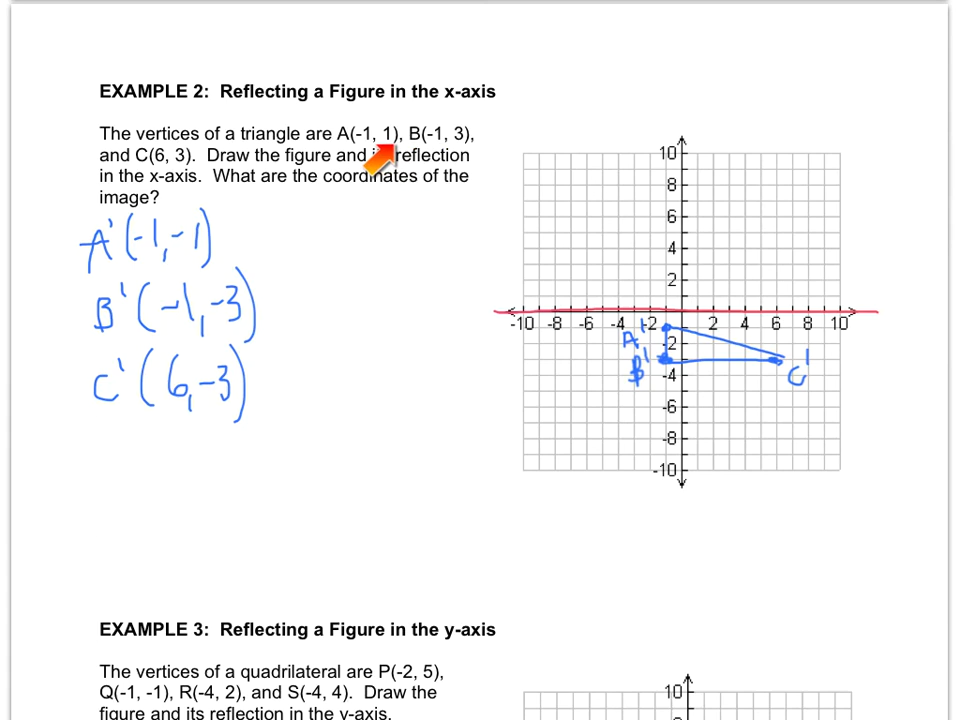 EXAMPLE 2: Reflecting a Figure in the x-axis
The vertices of a triangle are A(-1, 1), B(-1, 3),
and C(6, 3). Draw the figure and reflection
in the x-axis. What are the coordinates of the
image?
A'(-1,-1)
B'(-1,-3)
C'(6,-3)
10
8
6
4
2
-10 -8 -6 -4 -2 2 4 6 8 10
A' -2
B' -4 C'
-6
-8
-10
EXAMPLE 3: Reflecting a Figure in the y-axis
The vertices of a quadrilateral are P(-2, 5),
Q(-1, -1), R(-4, 2), and S(-4, 4). Draw the
figure and its reflection in the y-axis.
10